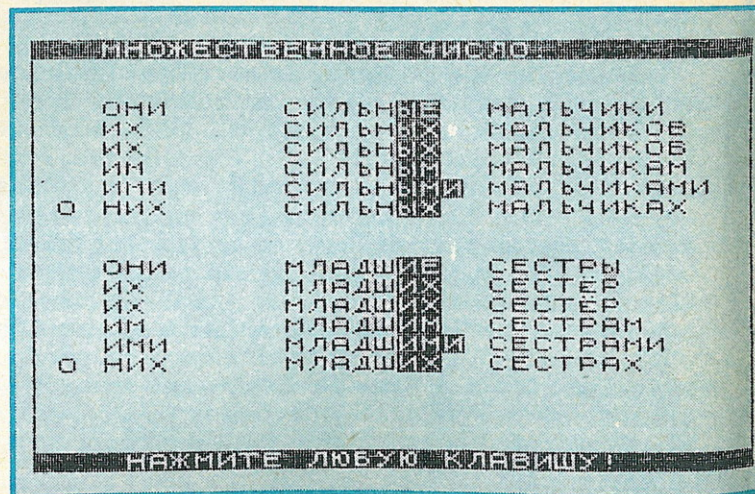 МНОЖЕСТВЕННОЕ ЧИСЛО
ОНИ СИЛЬНЫЕ МАЛЬЧИКИ
ИХ СИЛЬНЫХ МАЛЬЧИКОВ
ИХ СИЛЬНЫХ МАЛЬЧИКОВ
ИМ СИЛЬНЫМ МАЛЬЧИКАМ
ИМИ СИЛЬНЫМИ МАЛЬЧИКАМИ
О НИХ СИЛЬНЫХ МАЛЬЧИКАХ
ОНИ МЛАДШИЕ СЕСТРЫ
ИХ МЛАДШИХ СЕСТЁР
ИХ МЛАДШИХ СЕСТЁР
ИМ МЛАДШИМ СЕСТРАМ
ИМИ МЛАДШИМИ СЕСТРАМИ
О НИХ МЛАДШИХ СЕСТРАХ
НАЖМИТЕ ЛЮБУЮ КЛАВИШУ!